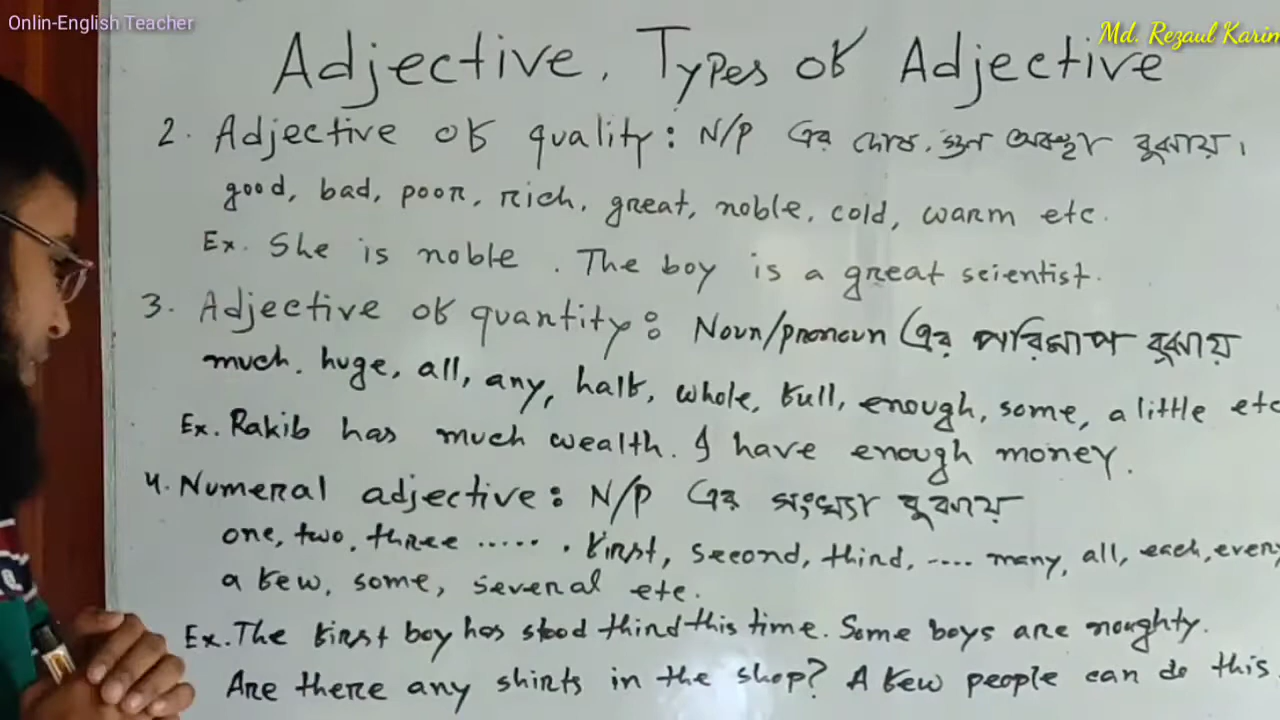 Onlin-English Teacher
Md. Rezaul Karim
Adjective. Types of Adjective
2. Adjective of quality: N/P এর দোষ, গুন অবস্থা বুঝায়।
good, bad, poor, rich, great, noble, cold, warm etc.
Ex. She is noble. The boy is a great scientist.
3. Adjective of quantity: Noun/pronoun এর পরিমাপ বুঝায়
much, huge, all, any, half, whole, full, enough, some, a little etc
Ex. Rakib has much wealth. I have enough money.
4. Numeral adjective: N/P এর সংখ্যা বুঝায়
one, two, three ...... . first, second, third, .... many, all, each, every
a few, some, several etc.
Ex. The first boy has stood third this time. Some boys are noughty.
Are there any shirts in the shop? A few people can do this.